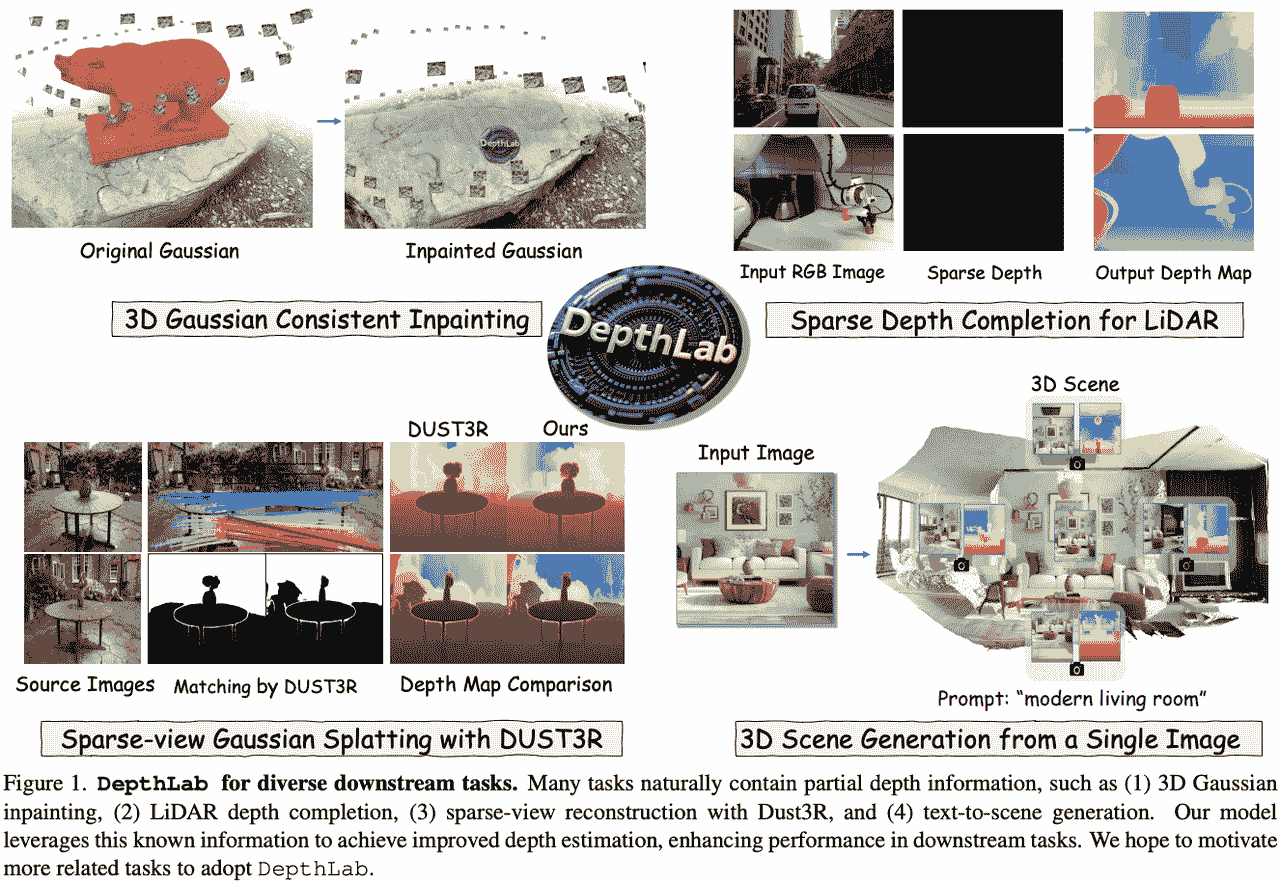 DepthLab
Original Gaussian
Inpainted Gaussian
3D Gaussian Consistent Inpainting
Input RGB Image
Sparse Depth
Output Depth Map
Sparse Depth Completion for LiDAR
DepthLab
DUST3R
Ours
Source Images
Matching by DUST3R
Depth Map Comparison
Sparse-view Gaussian Splatting with DUST3R
Input Image
3D Scene
Prompt: “modern living room”
3D Scene Generation from a Single Image
Figure 1. DepthLab for diverse downstream tasks. Many tasks naturally contain partial depth information, such as (1) 3D Gaussian
inpainting, (2) LiDAR depth completion, (3) sparse-view reconstruction with Dust3R, and (4) text-to-scene generation. Our model
leverages this known information to achieve improved depth estimation, enhancing performance in downstream tasks. We hope to motivate
more related tasks to adopt DepthLab.